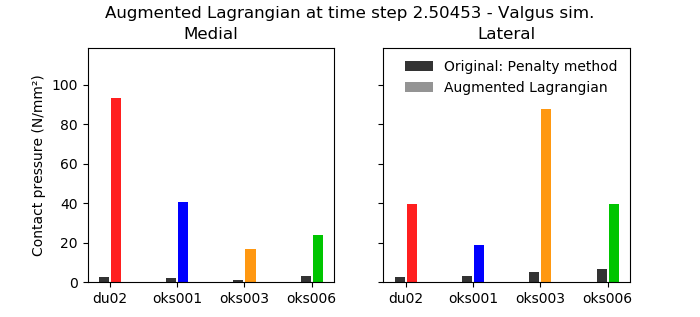 Augmented Lagrangian at time step 2.50453 - Valgus sim.
Medial
Lateral
Contact pressure (N/mm²)
100
80
60
40
20
0
Original: Penalty method
Augmented Lagrangian
du02 oks001 oks003 oks006
du02 oks001 oks003 oks006